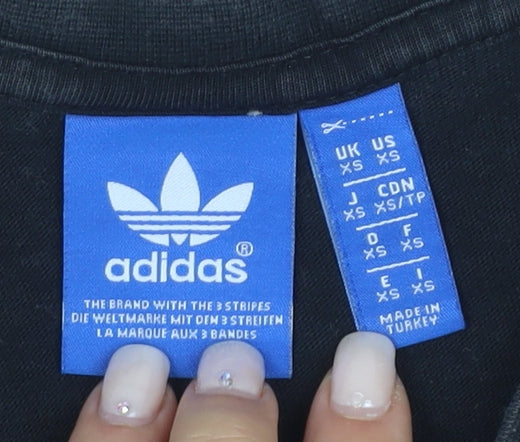 adidas ®
THE BRAND WITH THE 3 STRIPES
DIE WELTMARKE MIT DEN 3 STREIFEN
LA MARQUE AUX 3 BANDES
UK US
XS XS
J CDN
XS XS/TP
D F
XS XS
E I
XS XS
MADE IN
TURKEY